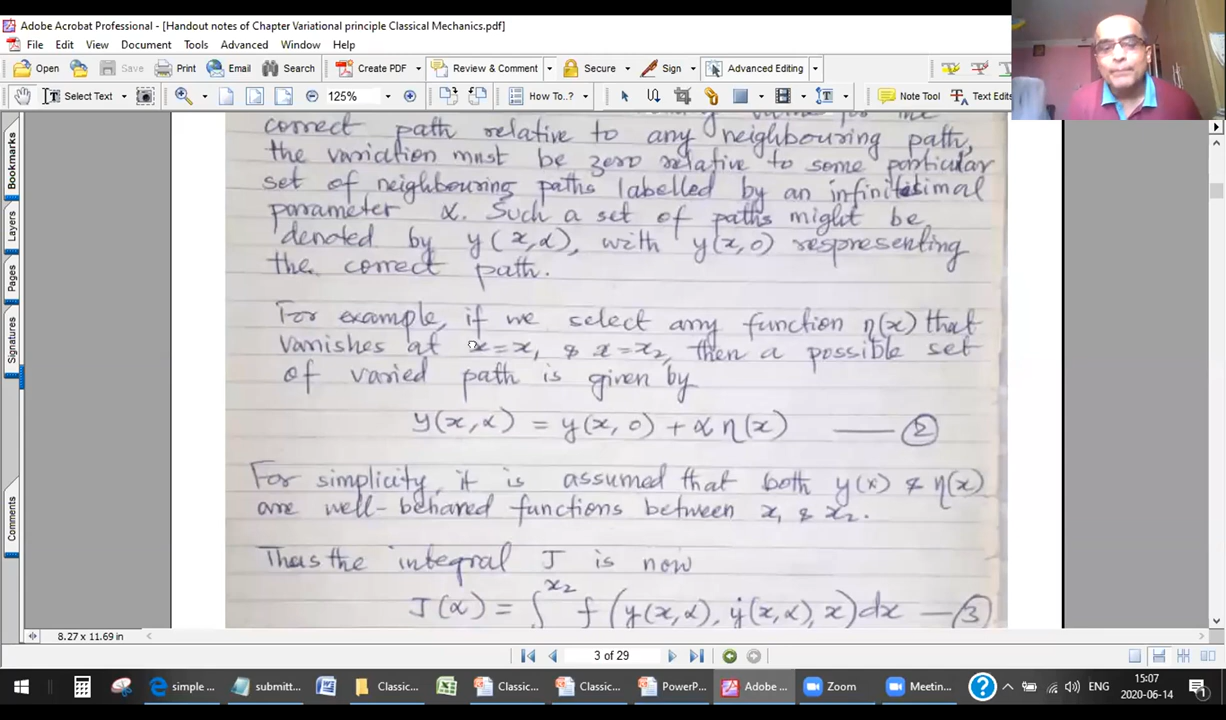 Adobe Acrobat Professional - [Handout notes of Chapter Variational principle Classical Mechanics.pdf]
File Edit View Document Tools Advanced Window Help
Open Save Print Email Search Create PDF Review & Comment Secure Sign Advanced Editing
Select Text 125% How To..? Note Tool Text Edits
Bookmarks
Layers
Pages
Signatures
Comments
value for the
correct path relative to any neighbouring path,
the variation must be zero relative to some particular
set of neighbouring paths labelled by an infinitesimal
parameter α. Such a set of paths might be
denoted by y(x,α), with y(x,0) respresenting
the correct path.
For example, if we select any function η(x) that
vanishes at x=x₁ & x=x₂, then a possible set
of varied path is given by
y(x,α) = y(x,0) + α η(x) —— ②
For simplicity, it is assumed that both y(x) & η(x)
are well-behaved functions between x₁ & x₂.
Thus the integral J is now
J(α) = ∫^x₂ f(y(x,α), ẏ(x,α), x)dx —③
8.27 x 11.69 in
3 of 29
simple ... submitt... Classic... Classic... Classic... PowerP... Adobe ... Zoom Meetin... ENG 15:07
2020-06-14